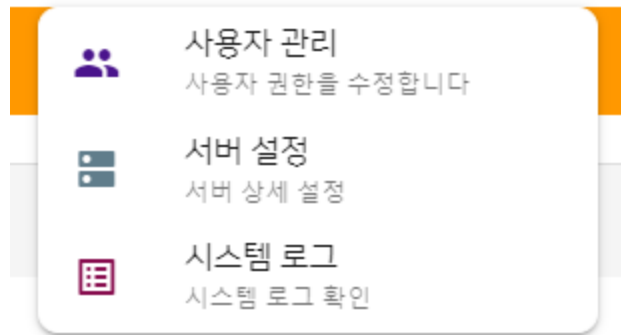 사용자 관리
사용자 권한을 수정합니다
서버 설정
서버 상세 설정
시스템 로그
시스템 로그 확인